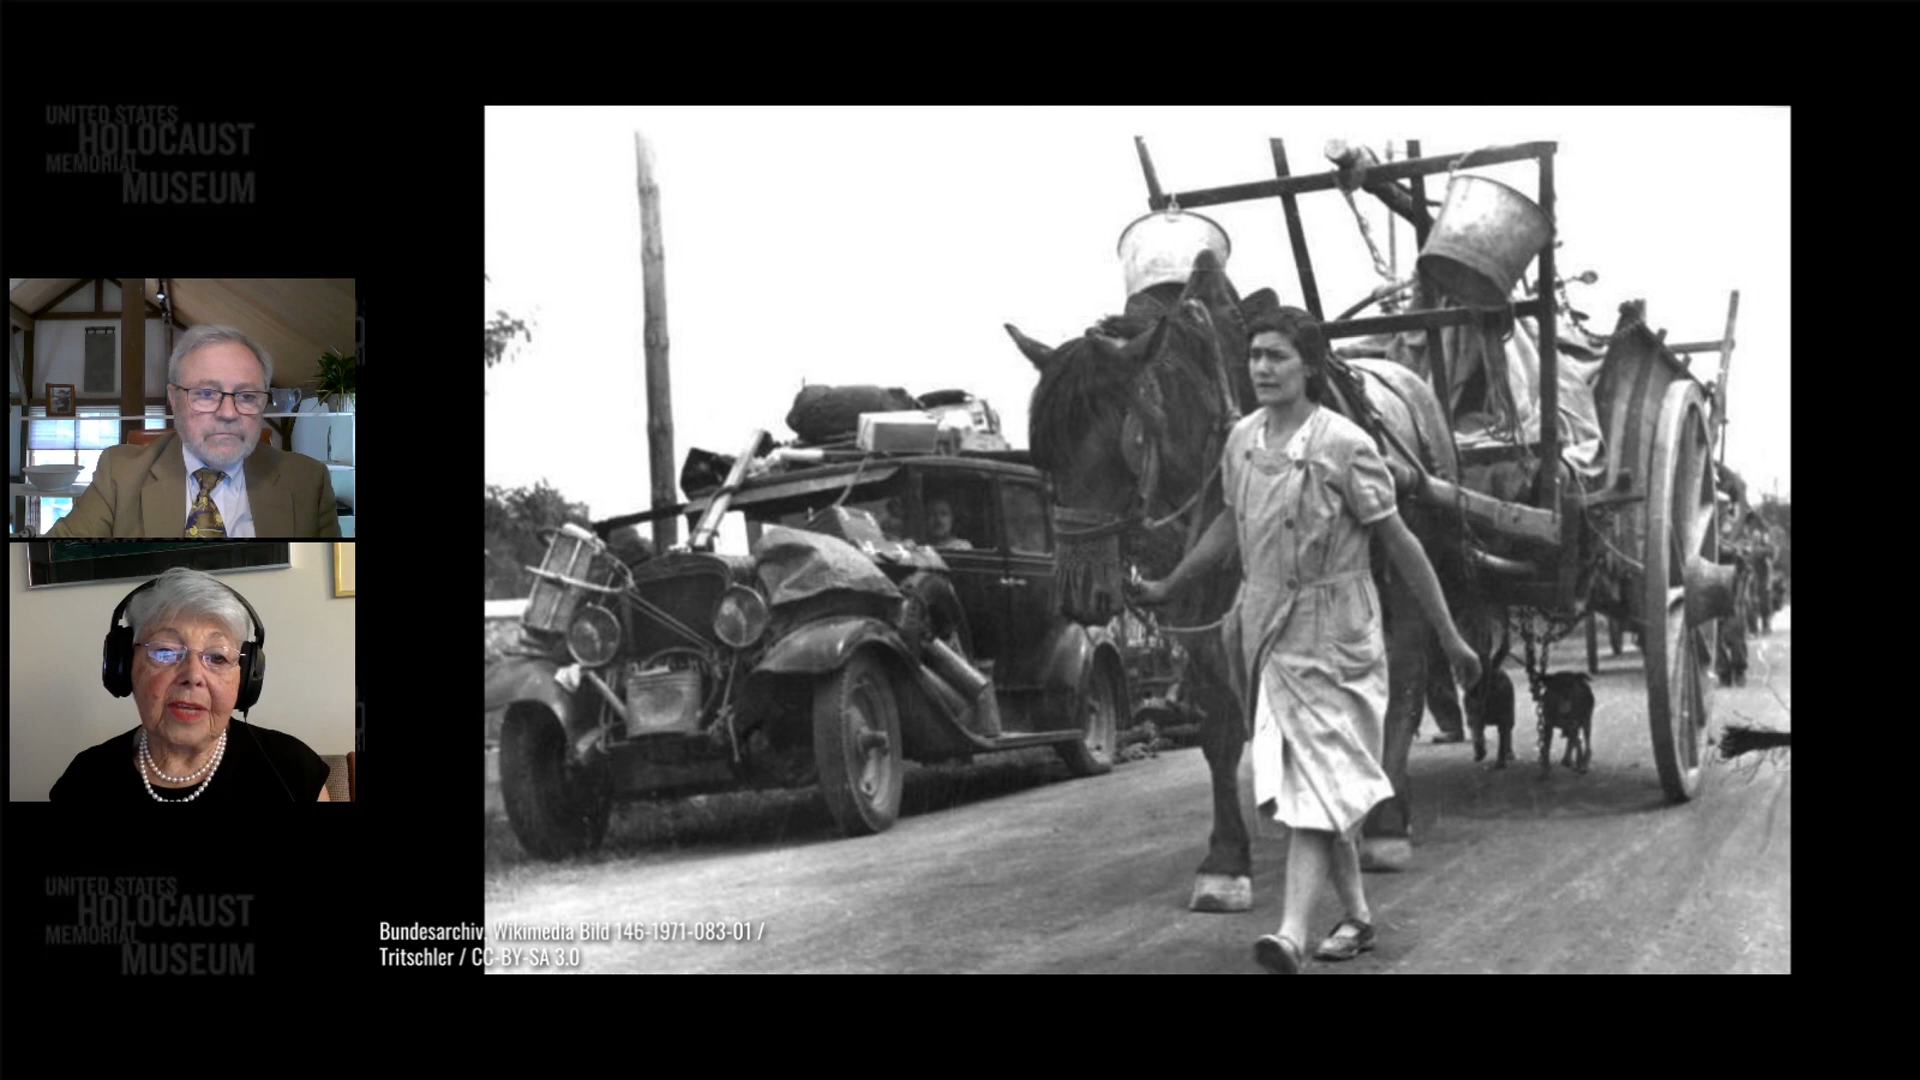 UNITED STATES
HOLOCAUST
MEMORIAL
MUSEUM
Bundesarchiv, Wikimedia Bild 146-1971-083-01 /
Tritschler / CC-BY-SA 3.0
UNITED STATES
HOLOCAUST
MEMORIAL
MUSEUM